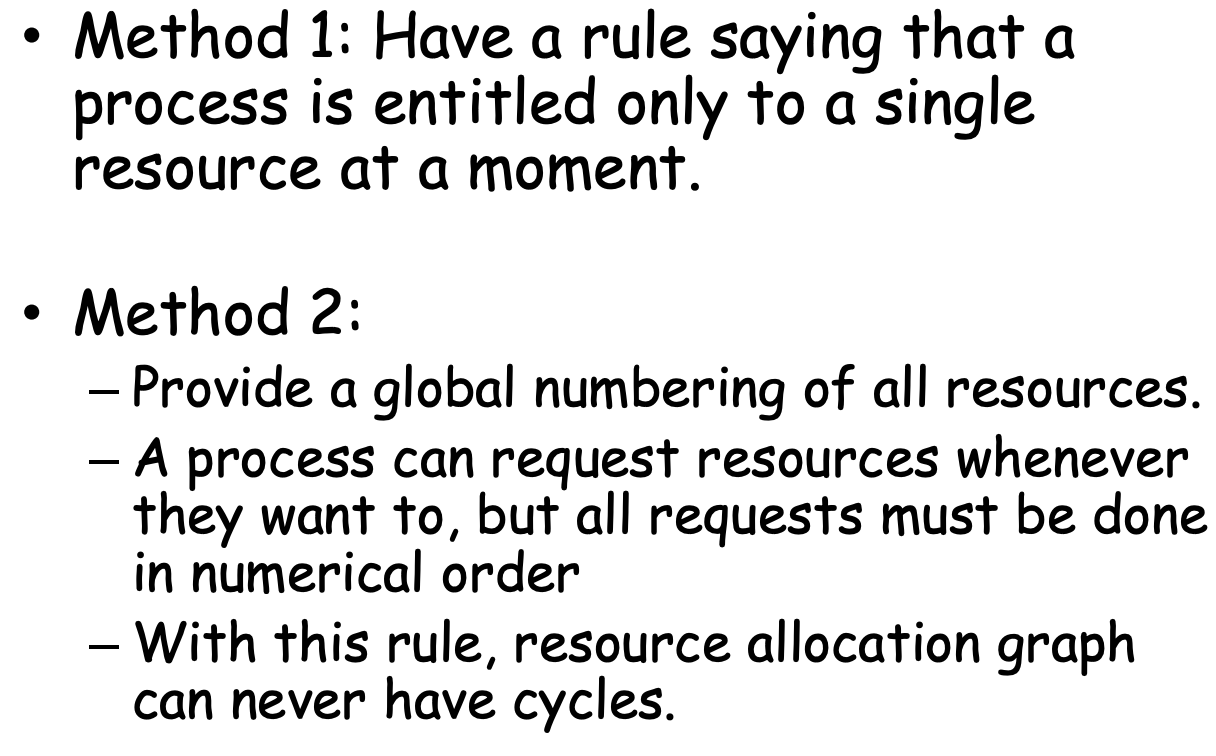 • Method 1: Have a rule saying that a
process is entitled only to a single
resource at a moment.
• Method 2:
– Provide a global numbering of all resources.
– A process can request resources whenever
they want to, but all requests must be done
in numerical order
– With this rule, resource allocation graph
can never have cycles.